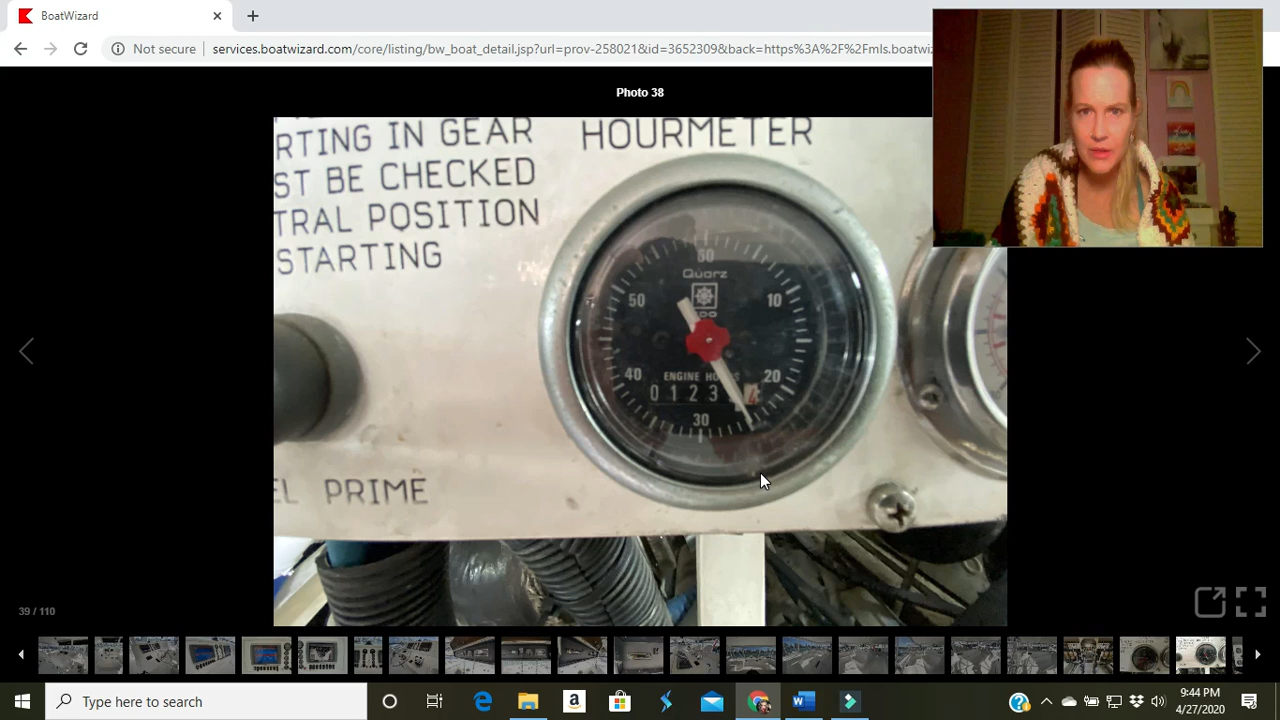 BoatWizard
Not secure
services.boatwizard.com/core/listing/bw_boat_detail.jsp?url=prov-258021&id=3652309&back=https%3A%2F%2Fmls.boatwi
Photo 38
RTING IN GEAR
ST BE CHECKED
TRAL POSITION
STARTING
HOURMETER
60
Quarz
50
10
40
20
ENGINE
0123
4
30
EL PRIME
39 / 110
Type here to search
9:44 PM
4/27/2020